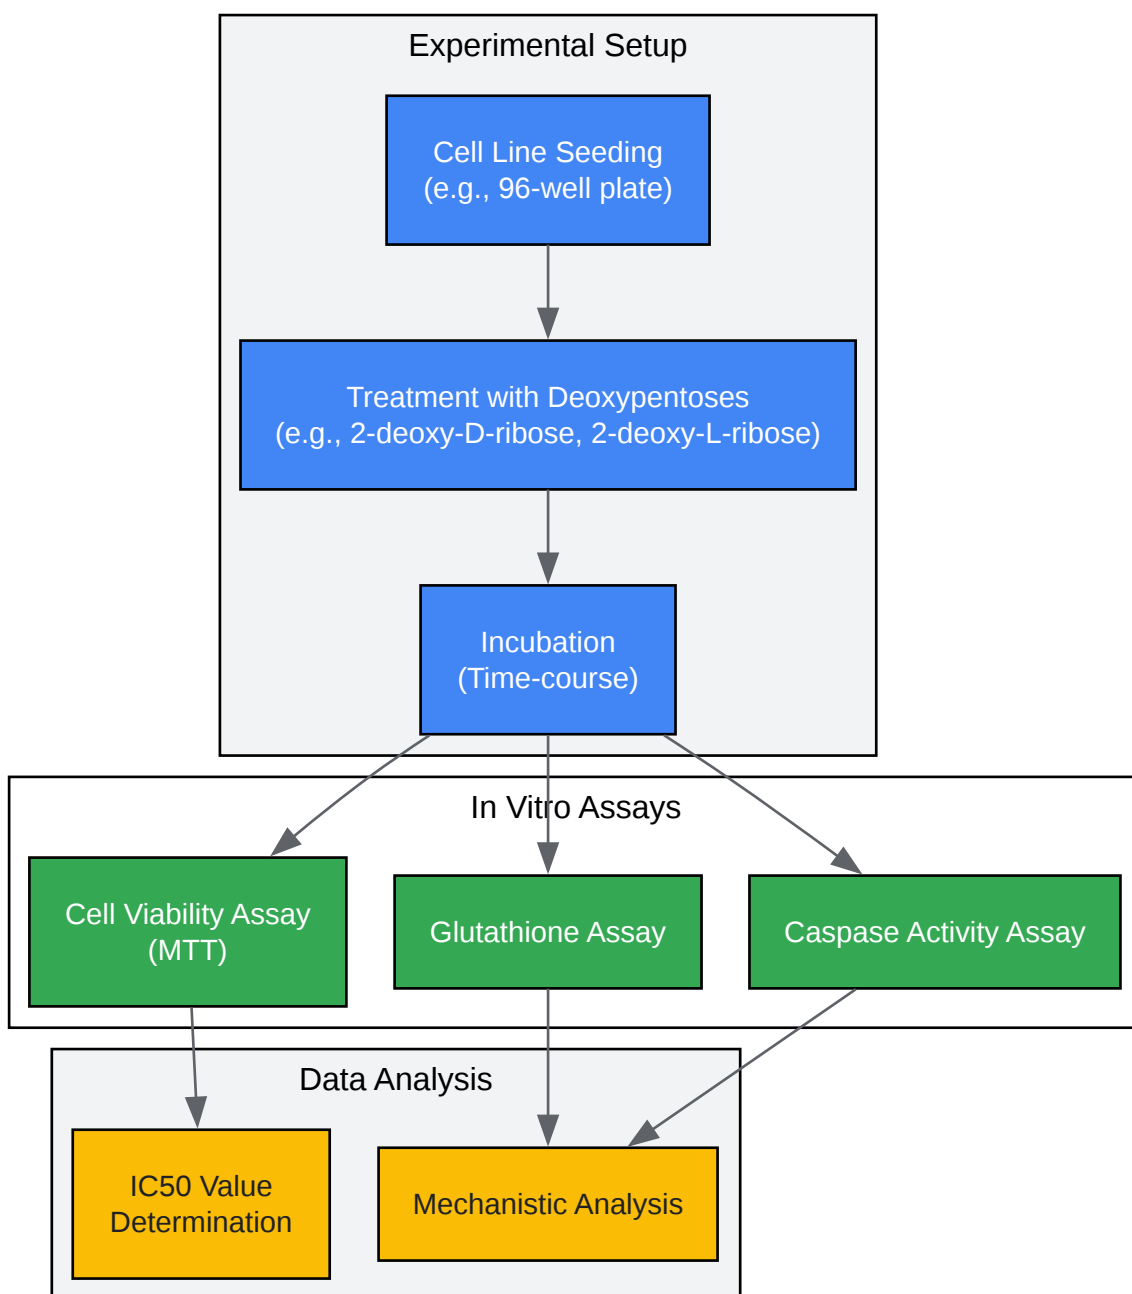 Experimental Setup
Cell Line Seeding
(e.g., 96-well plate)
Treatment with Deoxypentoses
(e.g., 2-deoxy-D-ribose, 2-deoxy-L-ribose)
Incubation
(Time-course)
In Vitro Assays
Cell Viability Assay
(MTT)
Glutathione Assay
Caspase Activity Assay
Data Analysis
IC50 Value
Determination
Mechanistic Analysis